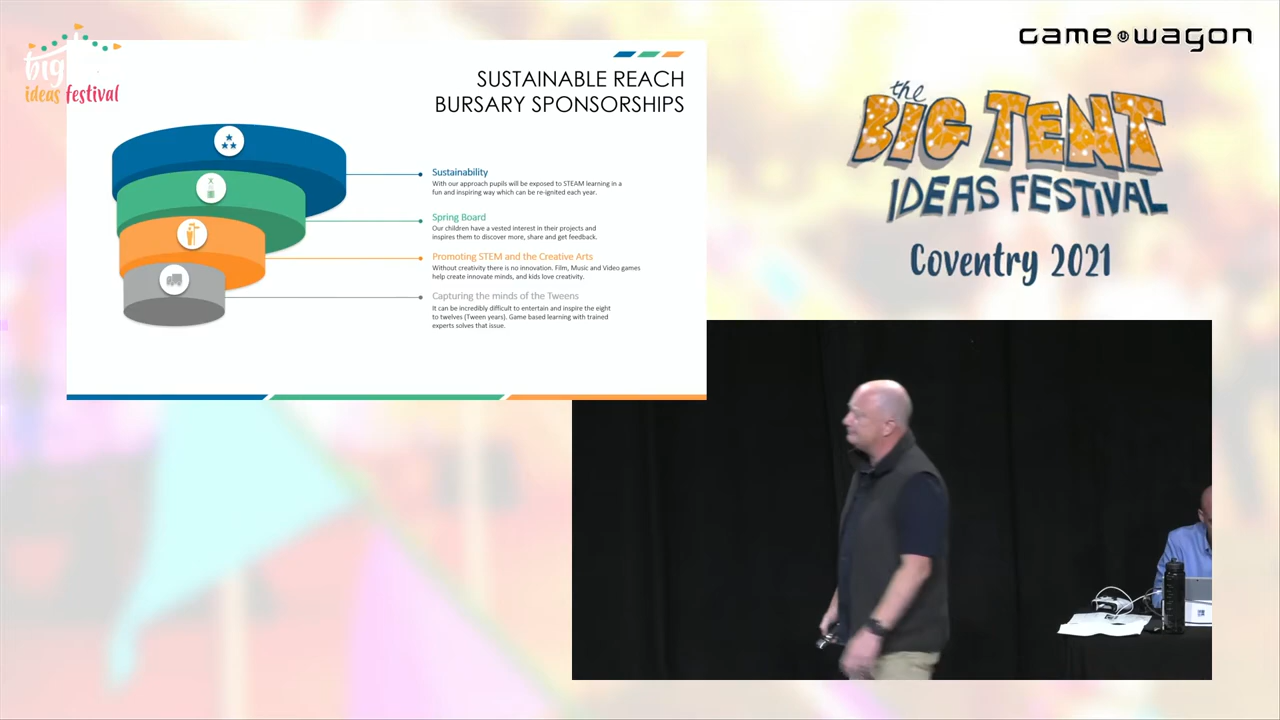 big
ideas festival
GAME WAGON
SUSTAINABLE REACH
BURSARY SPONSORSHIPS
Sustainability
With our approach pupils will be exposed to STEAM learning in a
fun and inspiring way which can be re-ignited each year.
Spring Board
Our children have a vested interest in their projects and
inspires them to discover more, share and get feedback.
Promoting STEM and the Creative Arts
Without creativity there is no innovation. Film, Music and Video games
help create innovate minds, and kids love creativity.
Capturing the minds of the Tweens
It can be incredibly difficult to entertain and inspire the eight
to twelves (Tween years). Game based learning with trained
experts solves that issue.
the
BIG TENT
IDEAS FESTIVAL
Coventry 2021